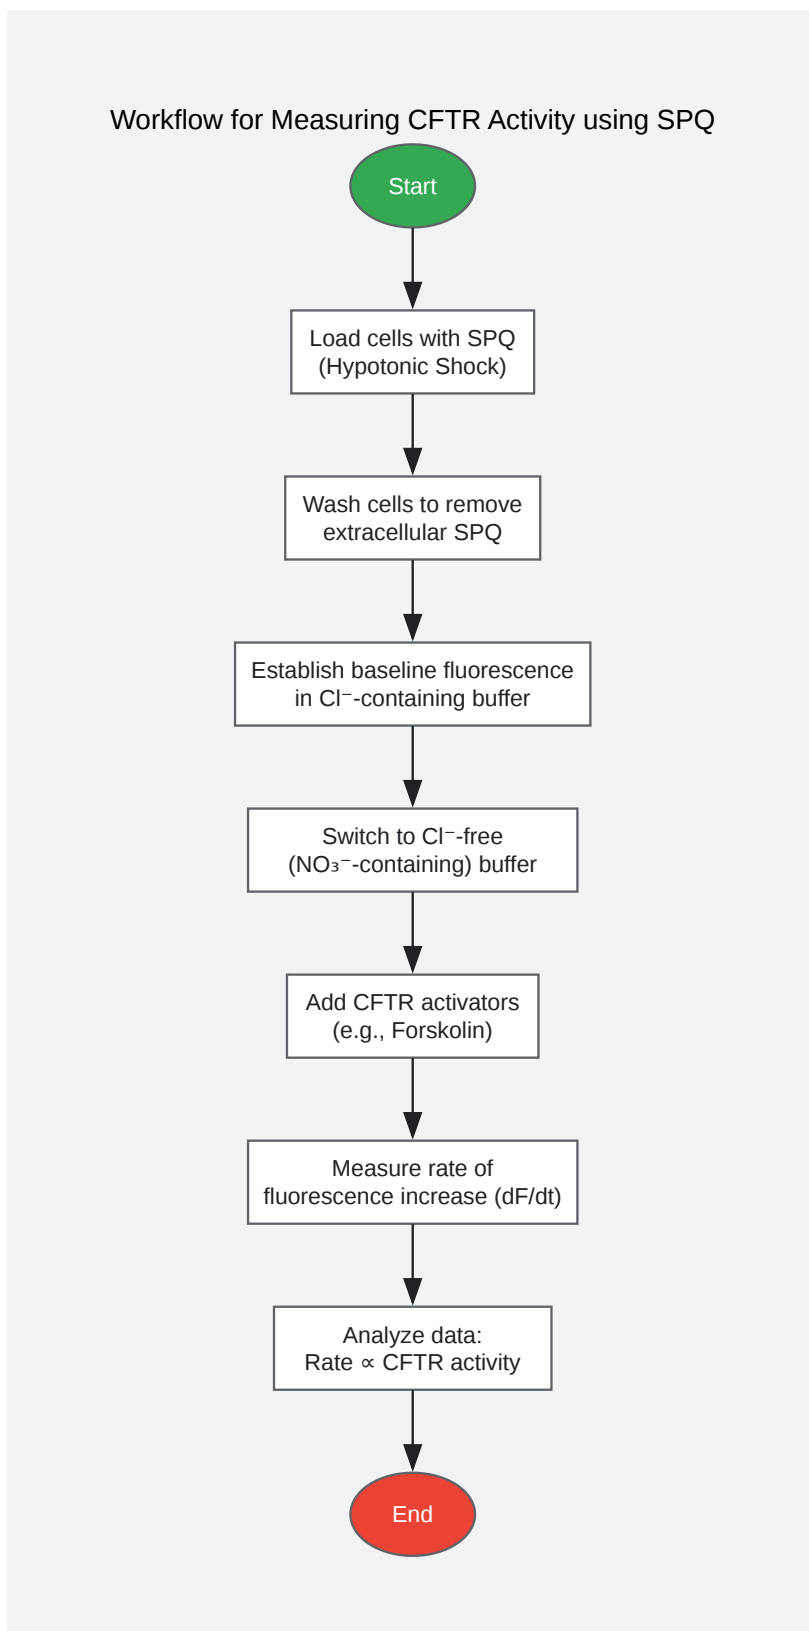 Workflow for Measuring CFTR Activity using SPQ
Start
Load cells with SPQ
(Hypotonic Shock)
Wash cells to remove
extracellular SPQ
Establish baseline fluorescence
in Cl⁻-containing buffer
Switch to Cl⁻-free
(NO₃⁻-containing) buffer
Add CFTR activators
(e.g., Forskolin)
Measure rate of
fluorescence increase (dF/dt)
Analyze data:
Rate ∝ CFTR activity
End